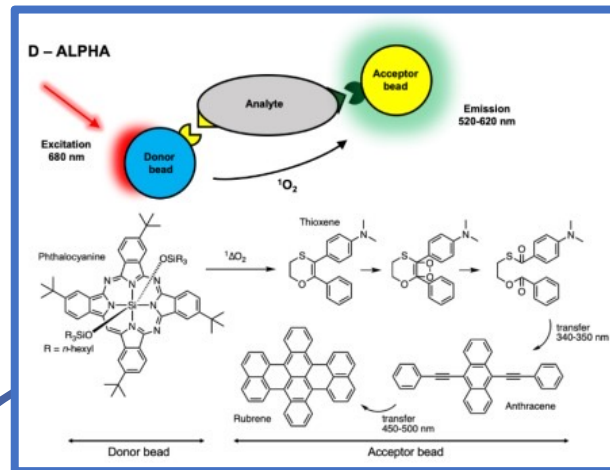 D – ALPHA
Acceptor
bead
Analyte
Emission
520-620 nm
Excitation
680 nm
Donor
bead
¹O₂
Thioxene
N
Phthalocyanine
OSiR₃
¹ΔO₂
S
O
N
S
O
O
O
N
O
S
O
O
N
N
N
N
N
Si
N
N
N
N
R₃SiO
R = n-hexyl
transfer
340-350 nm
Rubrene
transfer
450-500 nm
Anthracene
Donor bead
Acceptor bead